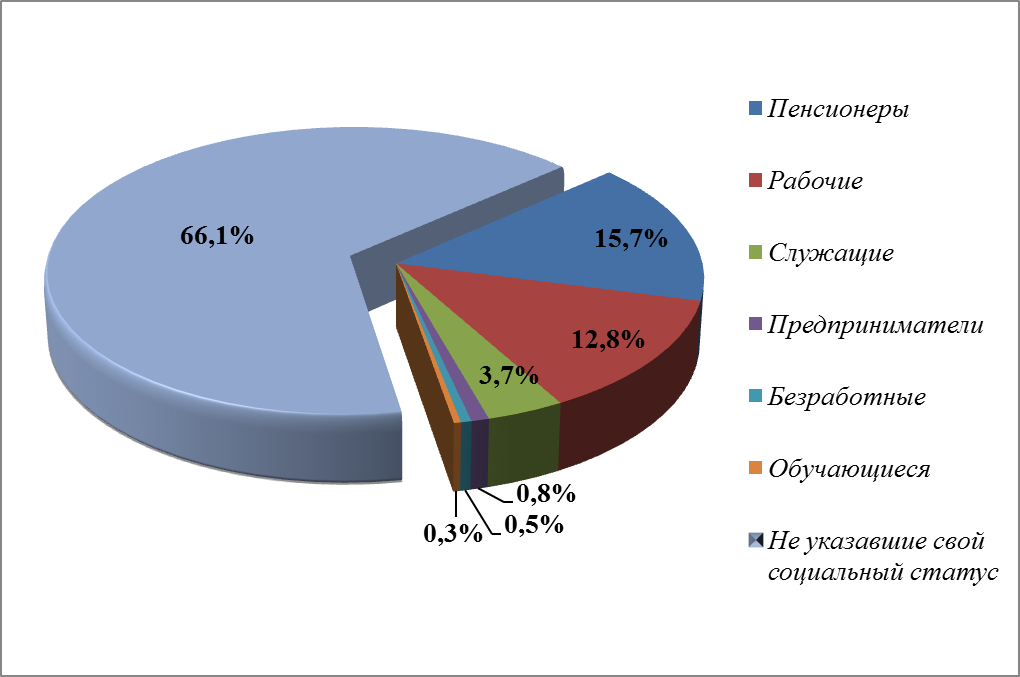 Пенсионеры
Рабочие
Служащие
Предприниматели
Безработные
Обучающиеся
Не указавшие свой
социальный статус
66,1%
15,7%
12,8%
3,7%
0,8%
0,5%
0,3%